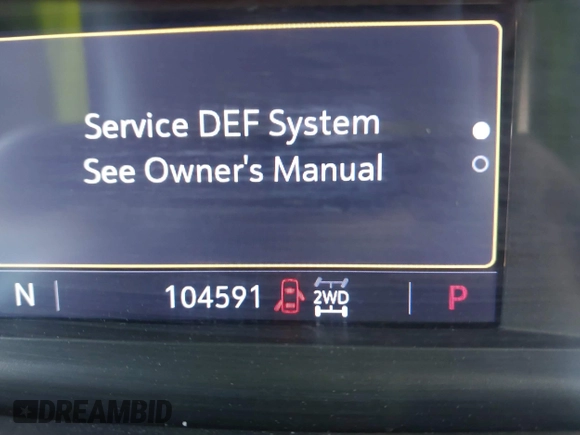 Service DEF System
See Owner's Manual
N 104591 2WD P
DREAMBID